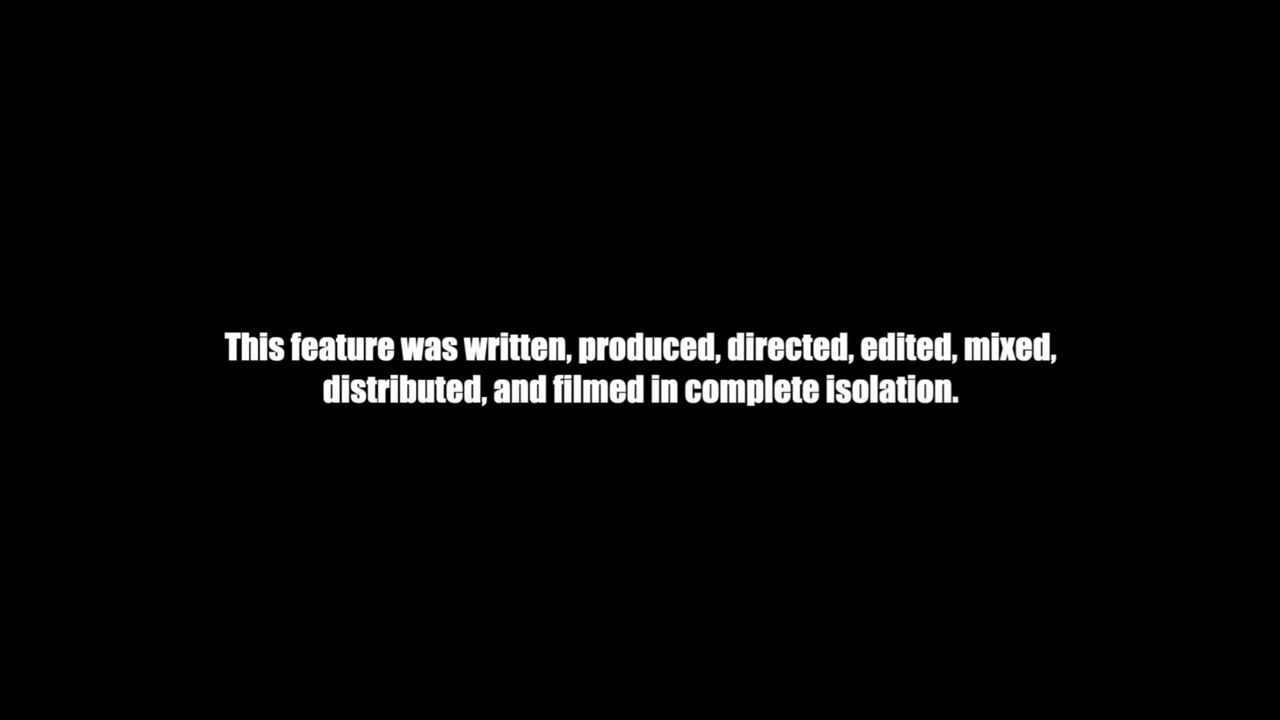 This feature was written, produced, directed, edited, mixed,
distributed, and filmed in complete isolation.